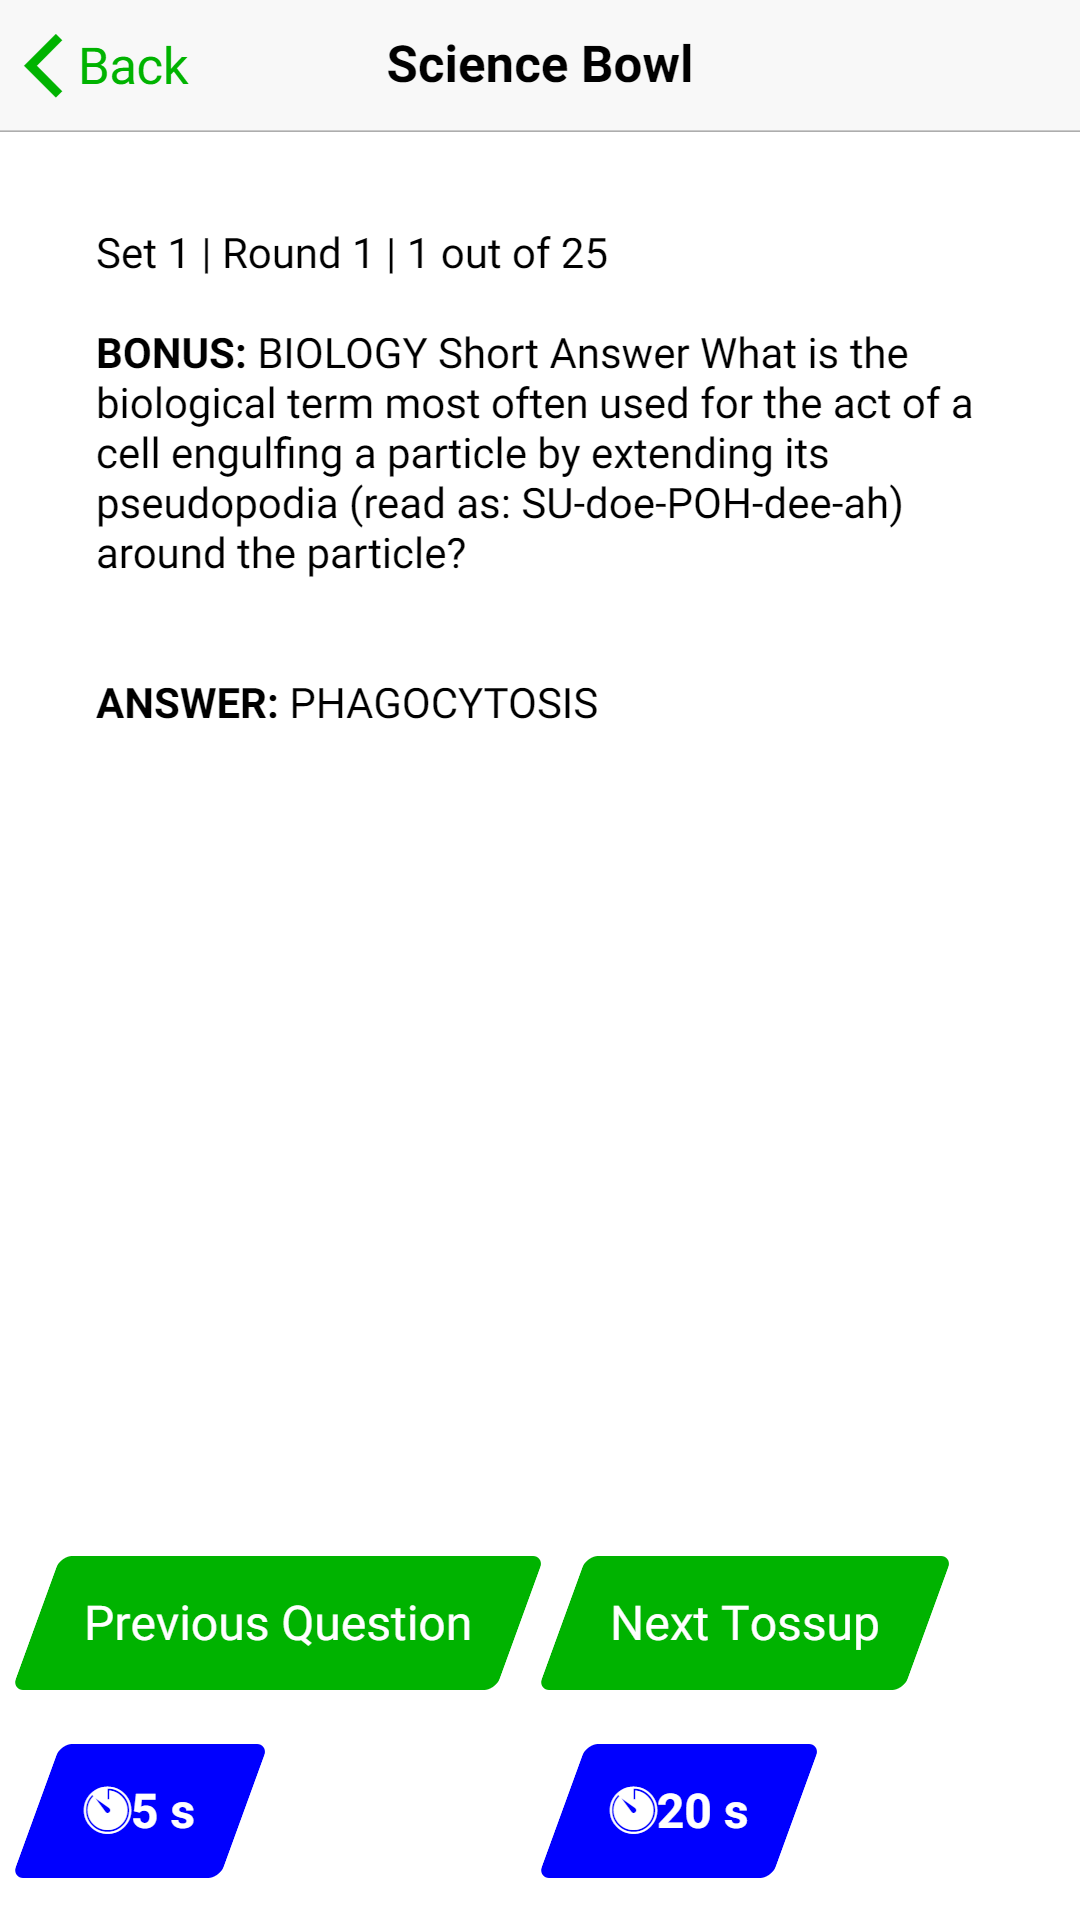 Back
Science Bowl
Set 1 | Round 1 | 1 out of 25
BONUS: BIOLOGY Short Answer What is the
biological term most often used for the act of a
cell engulfing a particle by extending its
pseudopodia (read as: SU-doe-POH-dee-ah)
around the particle?
ANSWER: PHAGOCYTOSIS
Previous Question
Next Tossup
5 s
20 s